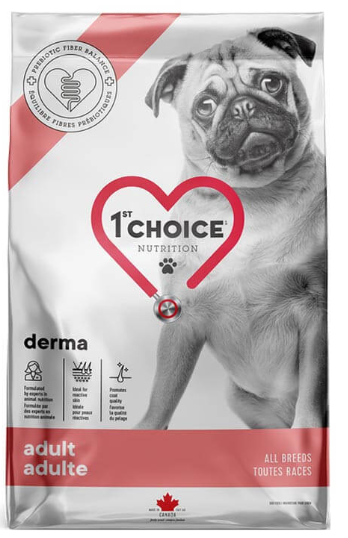 PREBIOTIC FIBER BALANCE
ÉQUILIBRE FIBRES PRÉBIOTIQUES
1ST CHOICE
NUTRITION
derma
Formulated
by experts in
animal nutrition
Formulée par
des experts en
nutrition animale
Ideal for
reactive
skin
Idéale
pour peaux
réactives
Promotes
coat
quality
Favorise
la qualité
du pelage
adult
adulte
ALL BREEDS
TOUTES RACES
CANADA